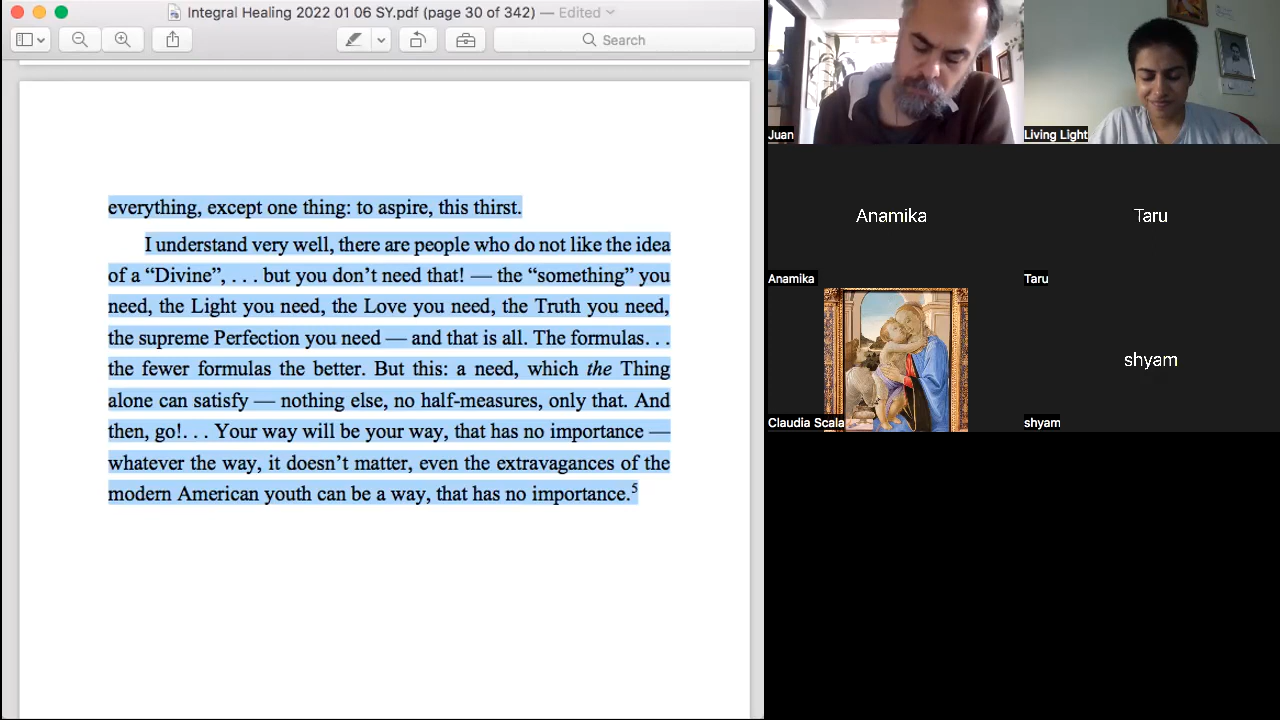 Integral Healing 2022 01 06 SY.pdf (page 30 of 342) — Edited
Search
everything, except one thing: to aspire, this thirst.
I understand very well, there are people who do not like the idea
of a “Divine”, . . . but you don’t need that! — the “something” you
need, the Light you need, the Love you need, the Truth you need,
the supreme Perfection you need — and that is all. The formulas. . .
the fewer formulas the better. But this: a need, which the Thing
alone can satisfy — nothing else, no half-measures, only that. And
then, go!. . . Your way will be your way, that has no importance —
whatever the way, it doesn’t matter, even the extravagances of the
modern American youth can be a way, that has no importance.5
Juan
Living Light
Anamika
Taru
Anamika
Taru
shyam
Claudia Scala
shyam